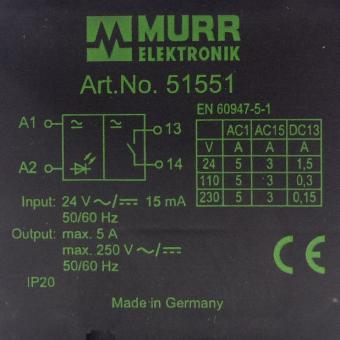 MURR
ELEKTRONIK
Art.No. 51551
EN 60947-5-1
A1
13
A2
14
AC1 AC15 DC13
V A A A
24 5 3 1,5
110 5 3 0,3
230 5 3 0,15
Input: 24 V ~/⎓ 15 mA
50/60 Hz
Output: max. 5 A
max. 250 V ~/⎓
50/60 Hz
IP20
CE
Made in Germany